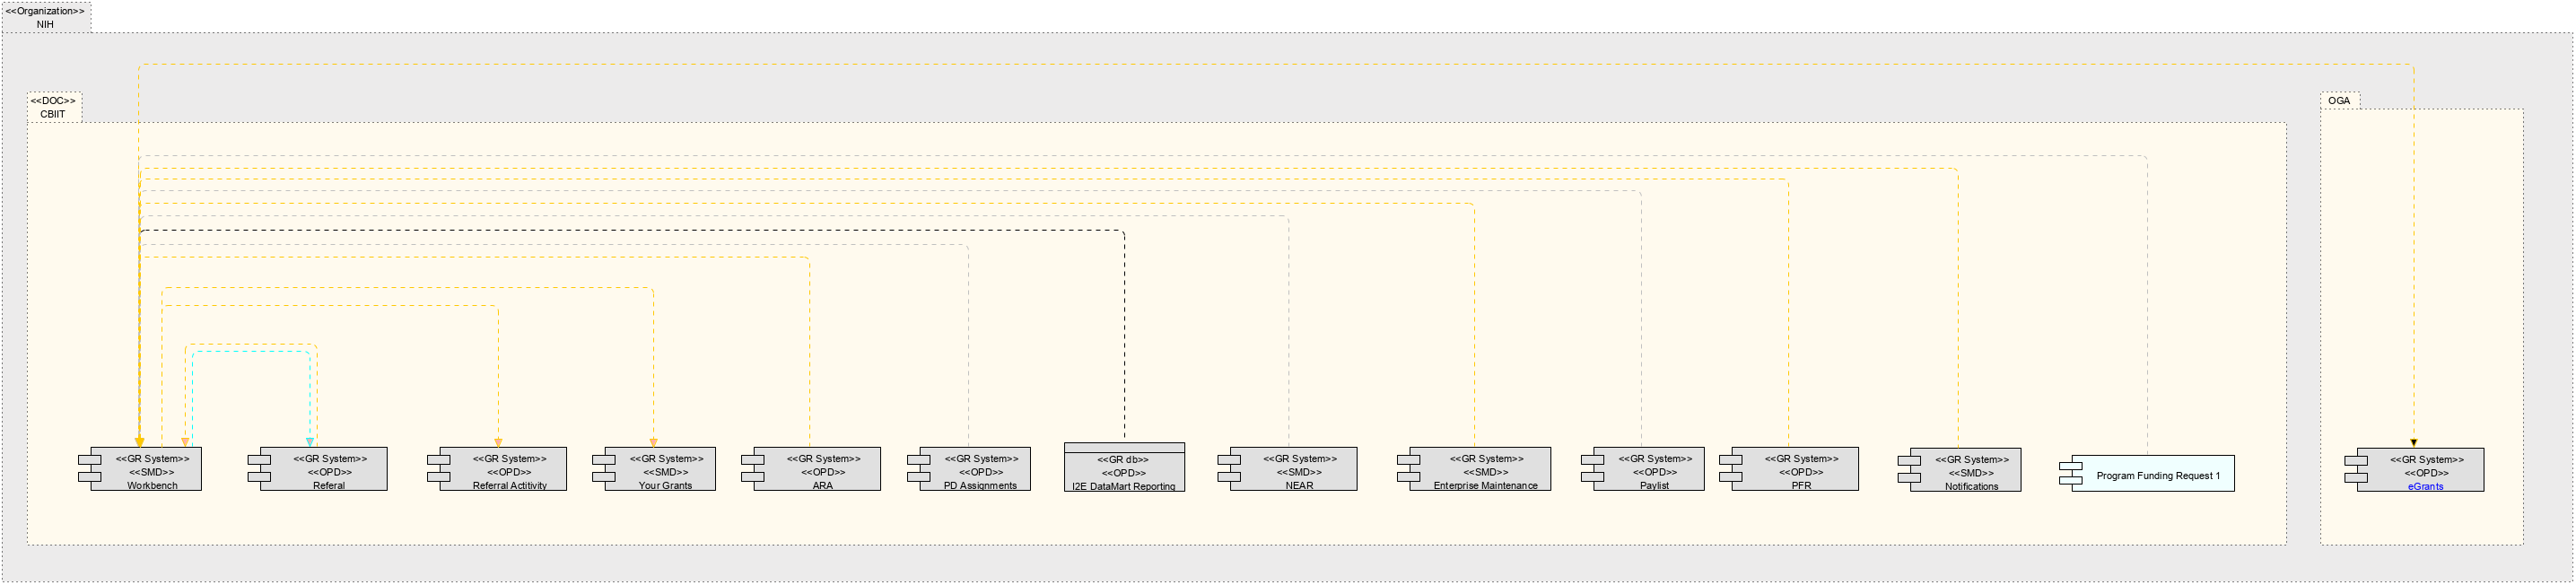 <<Organization>>
NIH
<<DOC>>
CBIIT
OGA
<<GR System>>
<<SMD>>
Workbench
<<GR System>>
<<OPD>>
Referal
<<GR System>>
<<OPD>>
Referral Actitivity
<<GR System>>
<<SMD>>
Your Grants
<<GR System>>
<<OPD>>
ARA
<<GR System>>
<<OPD>>
PD Assignments
<<GR db>>
<<OPD>>
I2E DataMart Reporting
<<GR System>>
<<SMD>>
NEAR
<<GR System>>
<<SMD>>
Enterprise Maintenance
<<GR System>>
<<OPD>>
Paylist
<<GR System>>
<<OPD>>
PFR
<<GR System>>
<<SMD>>
Notifications
Program Funding Request 1
<<GR System>>
<<OPD>>
eGrants